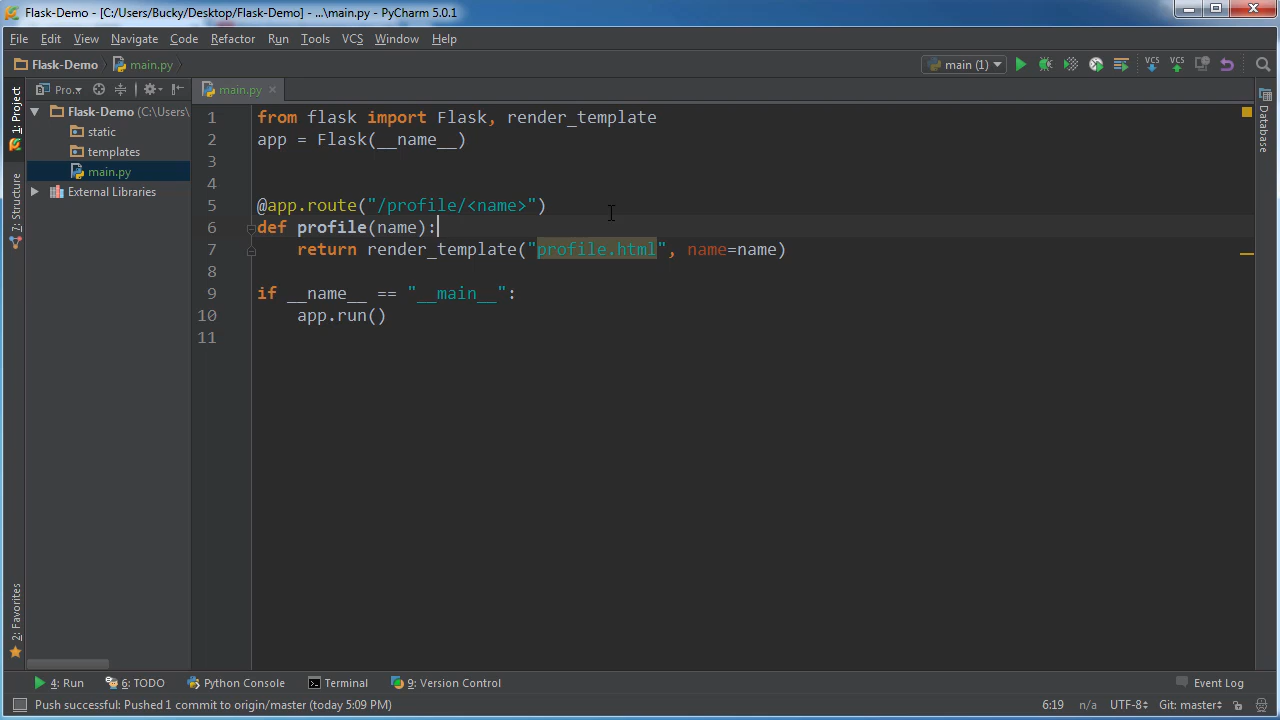 Flask-Demo - [C:/Users/Bucky/Desktop/Flask-Demo] - ...\main.py - PyCharm 5.0.1
File Edit View Navigate Code Refactor Run Tools VCS Window Help
Flask-Demo main.py main (1) VCS VCS
Pro.. main.py
1: Project
Flask-Demo (C:\Users\
static
templates
main.py
External Libraries
7: Structure
2: Favorites
Database
1 from flask import Flask, render_template
2 app = Flask(__name__)
3
4
5 @app.route("/profile/<name>")
6 def profile(name):
7 return render_template("profile.html", name=name)
8
9 if __name__ == "__main__":
10 app.run()
11
4: Run 6: TODO Python Console Terminal 9: Version Control Event Log
Push successful: Pushed 1 commit to origin/master (today 5:09 PM) 6:19 n/a UTF-8 Git: master